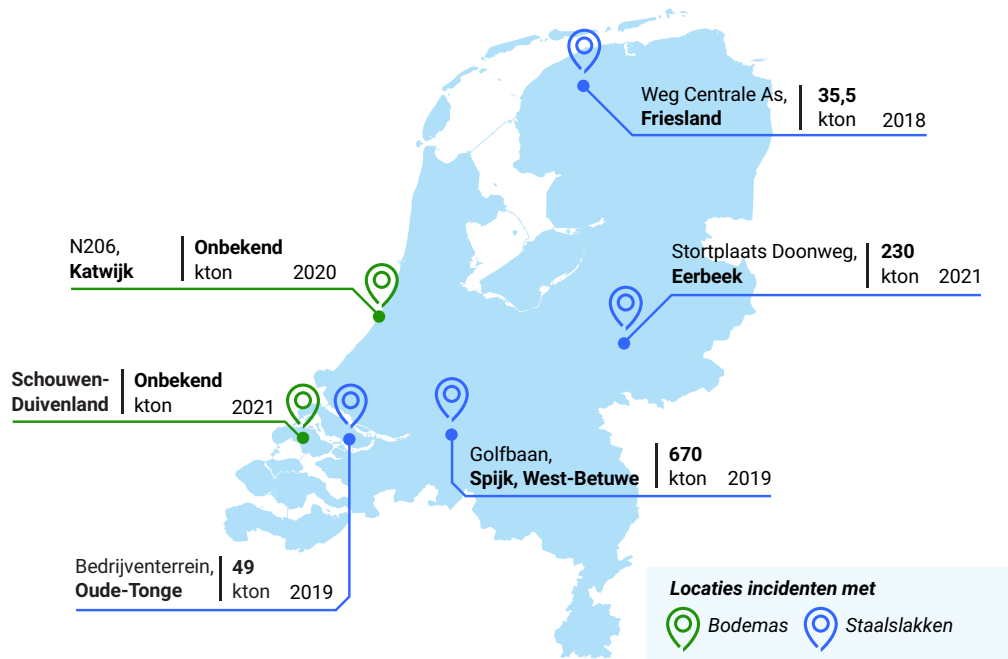 Weg Centrale As,
Friesland
35,5
kton
2018
N206,
Katwijk
Onbekend
kton
2020
Stortplaats Doonweg,
Eerbeek
230
kton
2021
Schouwen-
Duivenland
Onbekend
kton
2021
Golfbaan,
Spijk, West-Betuwe
670
kton
2019
Bedrijventerrein,
Oude-Tonge
49
kton
2019
Locaties incidenten met
Bodemas
Staalslakken